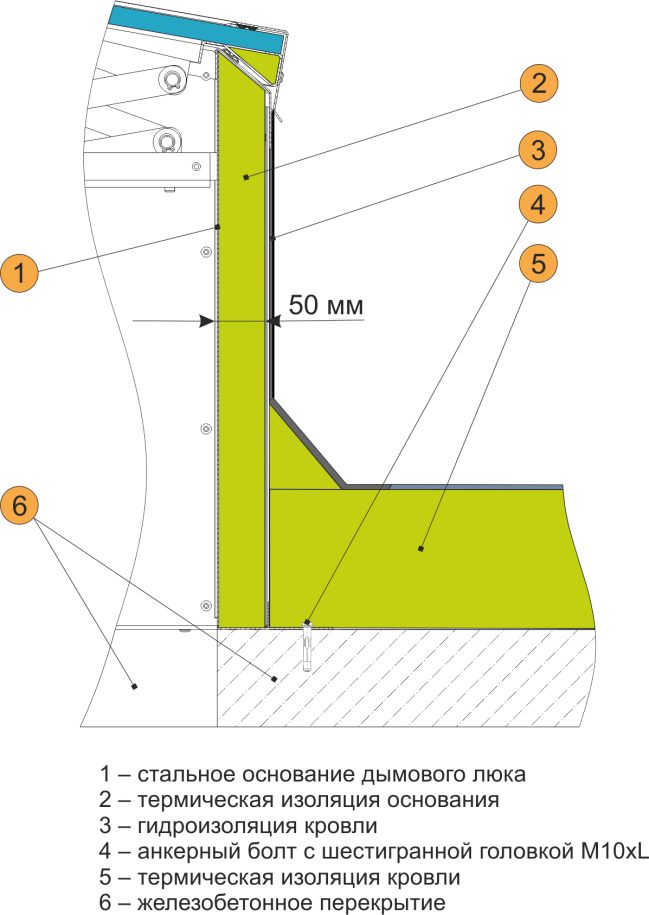 2
3
4
1
5
50 мм
6
1 – стальное основание дымового люка
2 – термическая изоляция основания
3 – гидроизоляция кровли
4 – анкерный болт с шестигранной головкой М10xL
5 – термическая изоляция кровли
6 – железобетонное перекрытие